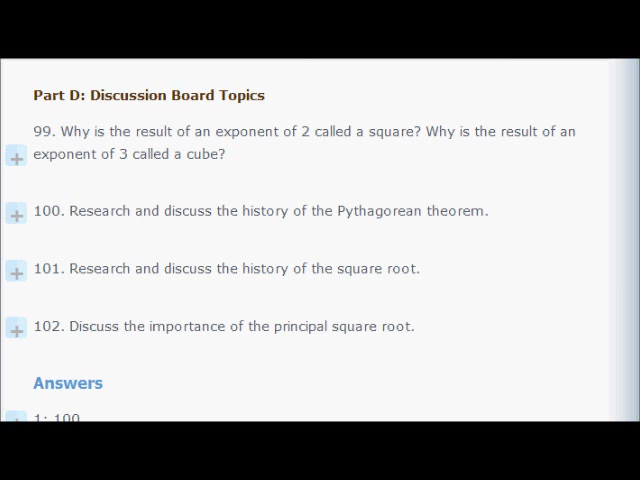 Part D: Discussion Board Topics
99. Why is the result of an exponent of 2 called a square? Why is the result of an
exponent of 3 called a cube?
100. Research and discuss the history of the Pythagorean theorem.
101. Research and discuss the history of the square root.
102. Discuss the importance of the principal square root.
Answers
1: 100